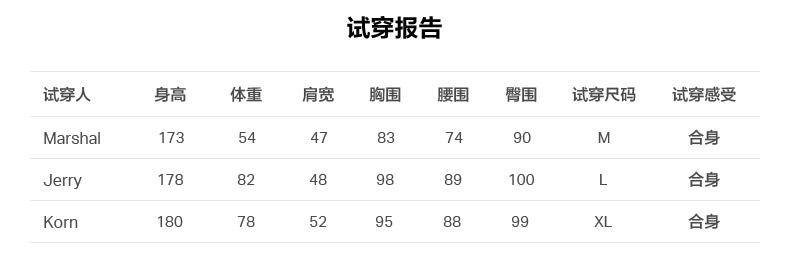 试穿报告
试穿人 身高 体重 肩宽 胸围 腰围 臀围 试穿尺码 试穿感受
Marshal 173 54 47 83 74 90 M 合身
Jerry 178 82 48 98 89 100 L 合身
Korn 180 78 52 95 88 99 XL 合身